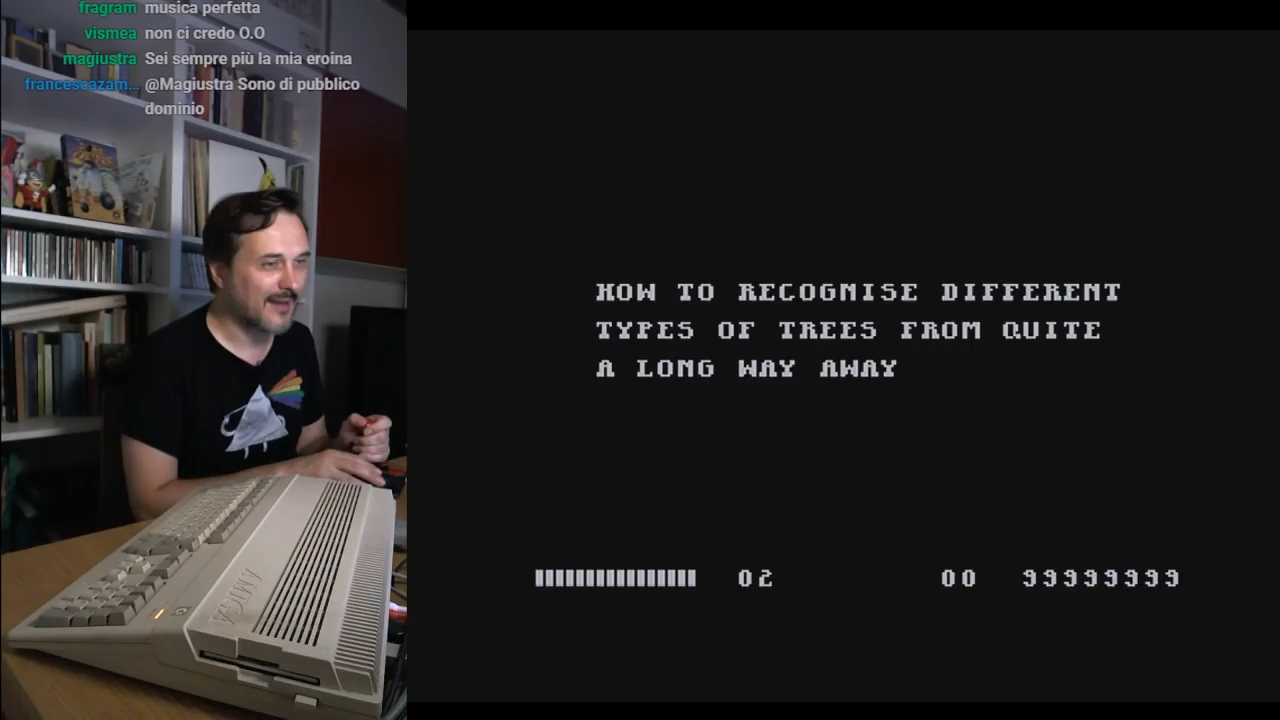 fragram musica perfetta
vismea non ci credo O.O
magiustra Sei sempre più la mia eroina
francescazam... @Magiustra Sono di pubblico
dominio
HOW TO RECOGNISE DIFFERENT
TYPES OF TREES FROM QUITE
A LONG WAY AWAY
02 00 99999999
AMIGA